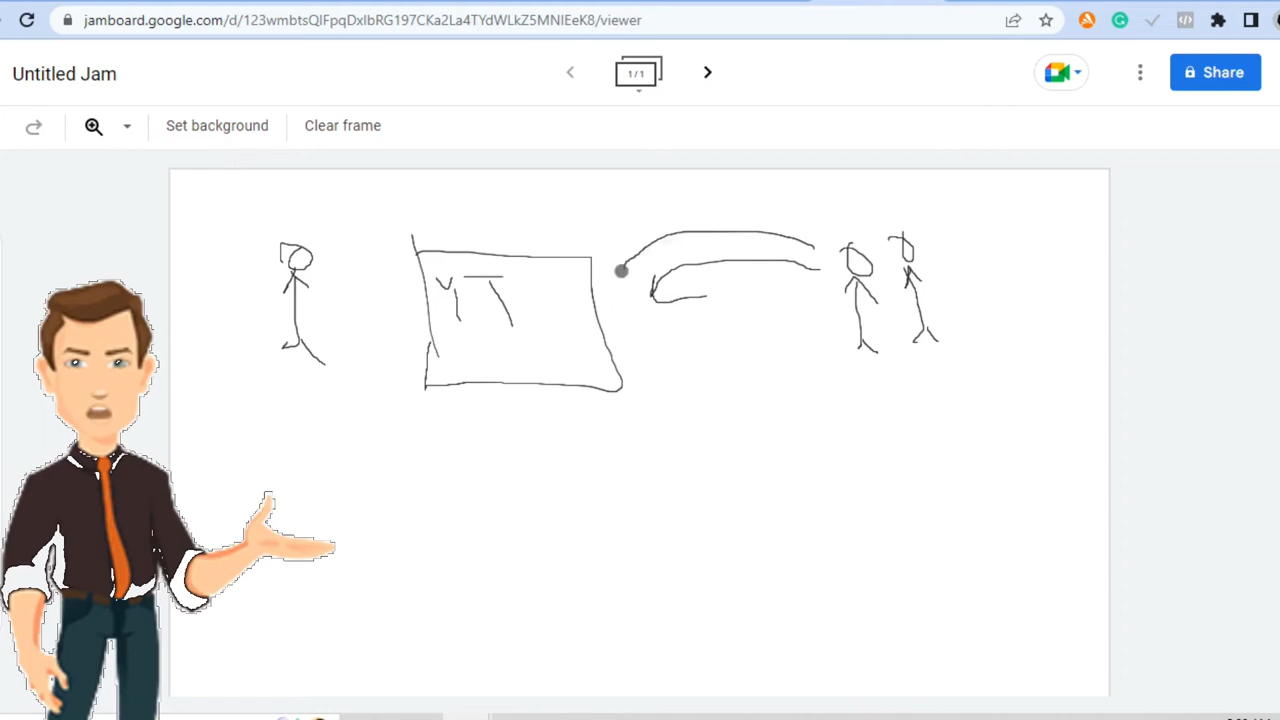 jamboard.google.com/d/123wmbtsQlFpqDxlbRG197CKa2La4TYdWLkZ5MNIEeK8/viewer
Untitled Jam
1/1
Share
Set background
Clear frame